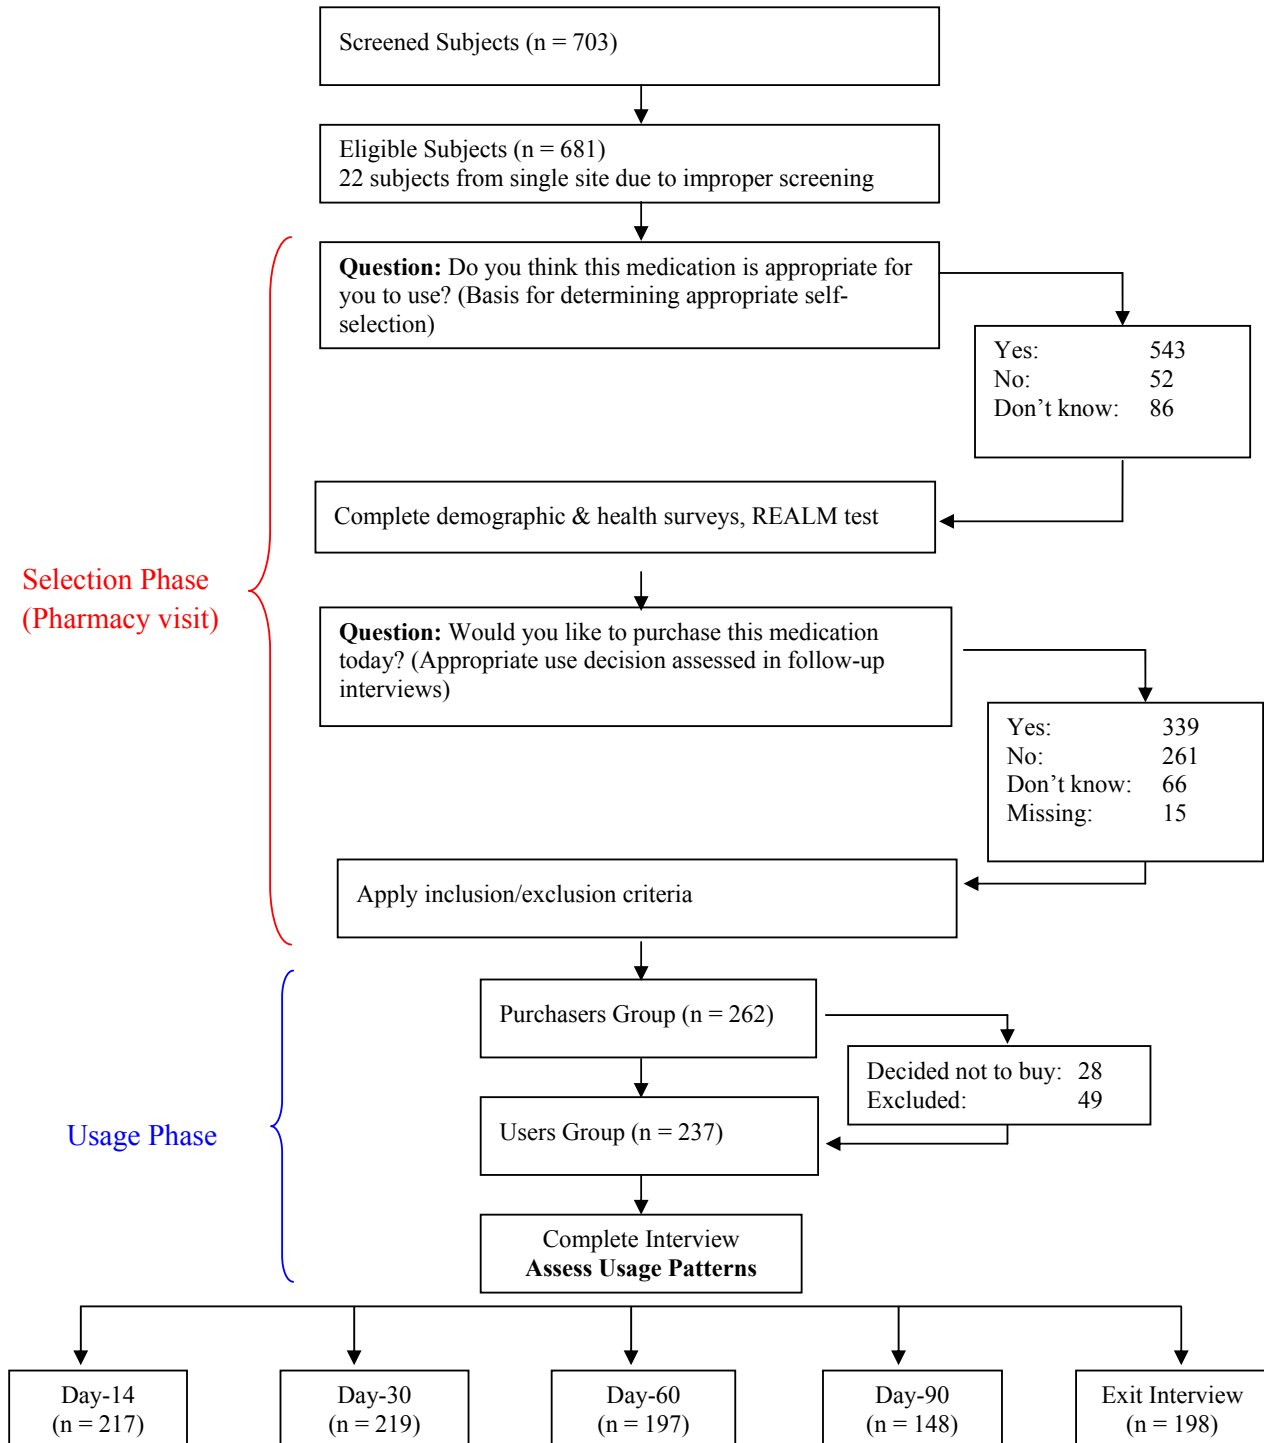 Screened Subjects (n = 703)
Eligible Subjects (n = 681)
22 subjects from single site due to improper screening
Question: Do you think this medication is appropriate for
you to use? (Basis for determining appropriate self-
selection)
Yes: 543
No: 52
Don’t know: 86
Complete demographic & health surveys, REALM test
Selection Phase
(Pharmacy visit)
Question: Would you like to purchase this medication
today? (Appropriate use decision assessed in follow-up
interviews)
Yes: 339
No: 261
Don’t know: 66
Missing: 15
Apply inclusion/exclusion criteria
Purchasers Group (n = 262)
Decided not to buy: 28
Excluded: 49
Usage Phase
Users Group (n = 237)
Complete Interview
Assess Usage Patterns
Day-14
(n = 217)
Day-30
(n = 219)
Day-60
(n = 197)
Day-90
(n = 148)
Exit Interview
(n = 198)